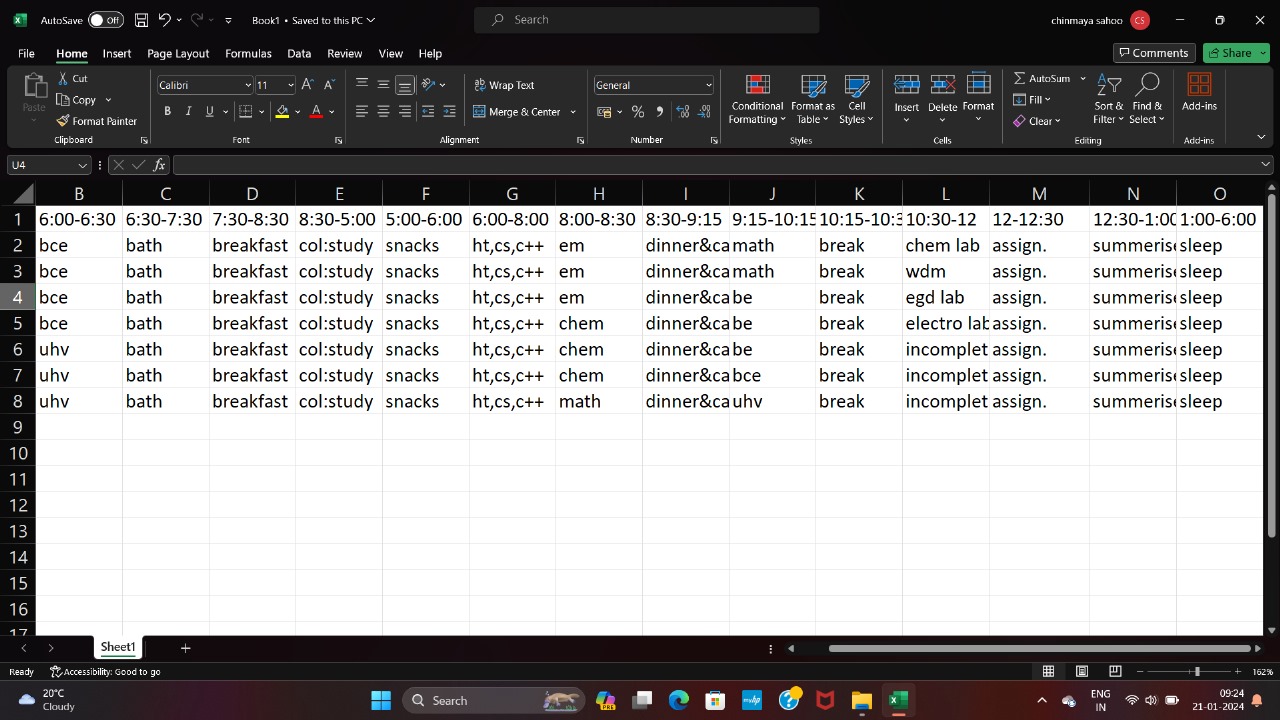 AutoSave Off Book1 • Saved to this PC Search chinmaya sahoo CS
File Home Insert Page Layout Formulas Data Review View Help Comments Share
Paste Cut Copy Format Painter Clipboard
Calibri 11 B I U A Font
Wrap Text Merge & Center Alignment
General % Number
Conditional Formatting Format as Table Cell Styles Styles
Insert Delete Format Cells
AutoSum Fill Clear Sort & Filter Find & Select Editing
Add-ins Add-ins
U4 fx
B C D E F G H I J K L M N O
1 6:00-6:30 6:30-7:30 7:30-8:30 8:30-5:00 5:00-6:00 6:00-8:00 8:00-8:30 8:30-9:15 9:15-10:15 10:15-10:3 10:30-12 12-12:30 12:30-1:00 1:00-6:00
2 bce bath breakfast col:study snacks ht,cs,c++ em dinner&ca math break chem lab assign. summeris sleep
3 bce bath breakfast col:study snacks ht,cs,c++ em dinner&ca math break wdm assign. summeris sleep
4 bce bath breakfast col:study snacks ht,cs,c++ em dinner&ca be break egd lab assign. summeris sleep
5 bce bath breakfast col:study snacks ht,cs,c++ chem dinner&ca be break electro lab assign. summeris sleep
6 uhv bath breakfast col:study snacks ht,cs,c++ chem dinner&ca be break incomplet assign. summeris sleep
7 uhv bath breakfast col:study snacks ht,cs,c++ chem dinner&ca bce break incomplet assign. summeris sleep
8 uhv bath breakfast col:study snacks ht,cs,c++ math dinner&ca uhv break incomplet assign. summeris sleep
9
10
11
12
13
14
15
16
17
Sheet1
Ready Accessibility: Good to go 162%
20°C Cloudy Search PRE myhp ENG IN 09:24 21-01-2024